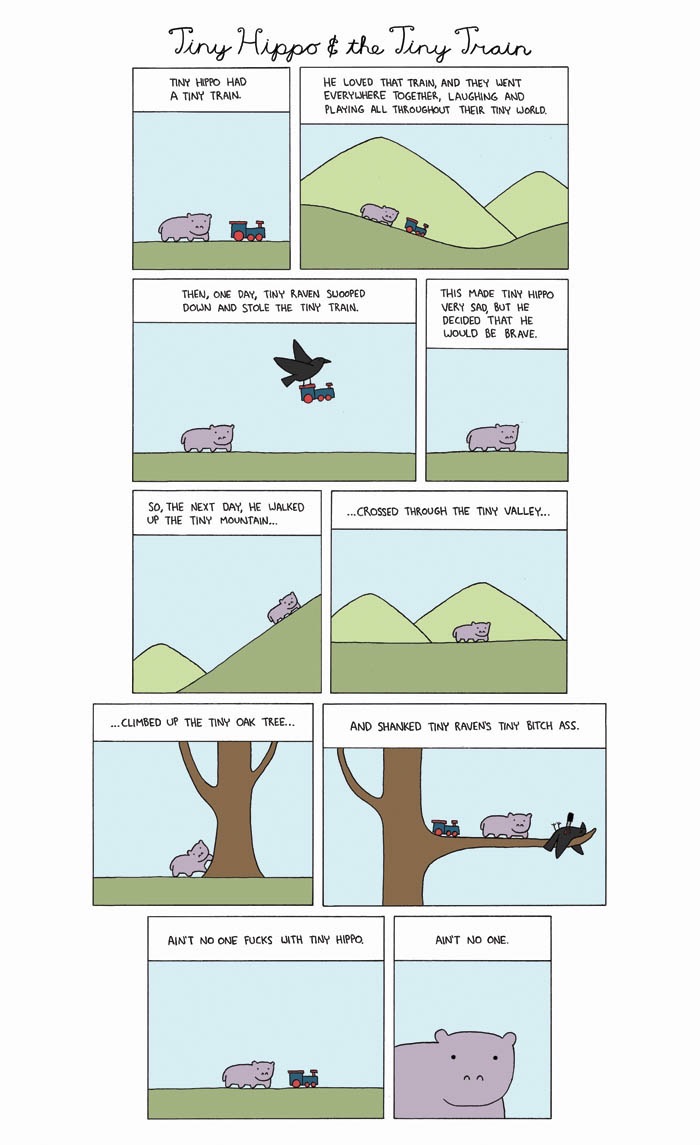 Tiny Hippo & the Tiny Train
TINY HIPPO HAD
A TINY TRAIN.
HE LOVED THAT TRAIN, AND THEY WENT
EVERYWHERE TOGETHER, LAUGHING AND
PLAYING ALL THROUGHOUT THEIR TINY WORLD.
THEN, ONE DAY, TINY RAVEN SWOOPED
DOWN AND STOLE THE TINY TRAIN.
THIS MADE TINY HIPPO
VERY SAD, BUT HE
DECIDED THAT HE
WOULD BE BRAVE.
SO, THE NEXT DAY, HE WALKED
UP THE TINY MOUNTAIN...
...CROSSED THROUGH THE TINY VALLEY...
...CLIMBED UP THE TINY OAK TREE...
AND SHANKED TINY RAVEN'S TINY BITCH ASS.
AIN'T NO ONE FUCKS WITH TINY HIPPO.
AIN'T NO ONE.